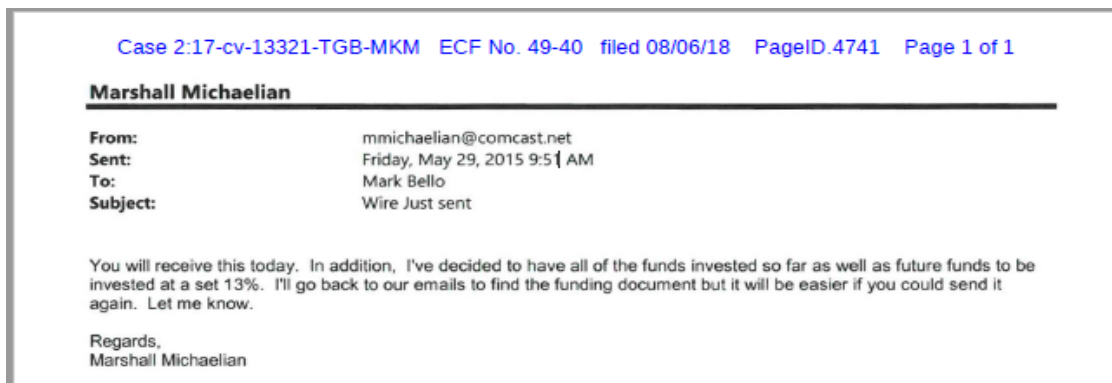 Case 2:17-cv-13321-TGB-MKM ECF No. 49-40 filed 08/06/18 PageID.4741 Page 1 of 1
Marshall Michaelian
From: mmichaelian@comcast.net
Sent: Friday, May 29, 2015 9:51 AM
To: Mark Bello
Subject: Wire Just sent
You will receive this today. In addition, I've decided to have all of the funds invested so far as well as future funds to be
invested at a set 13%. I'll go back to our emails to find the funding document but it will be easier if you could send it
again. Let me know.
Regards,
Marshall Michaelian